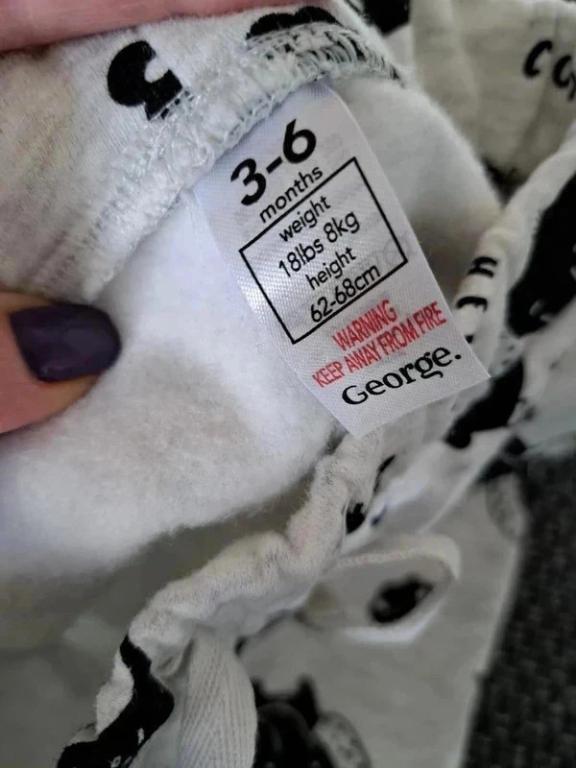 3-6
months
weight
18lbs 8kg
height
62-68cm
WARNING
KEEP AWAY FROM FIRE
George.